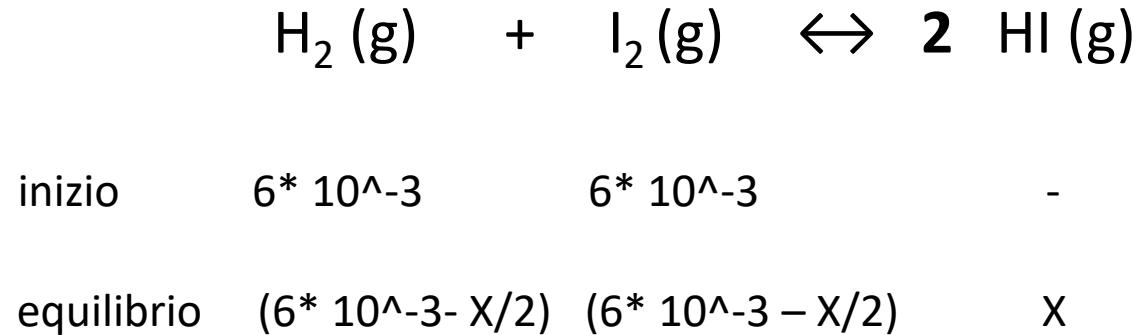 H₂ (g) + I₂ (g) ↔ 2 HI (g)
inizio 6* 10^-3 6* 10^-3 -
equilibrio (6* 10^-3- X/2) (6* 10^-3 – X/2) X